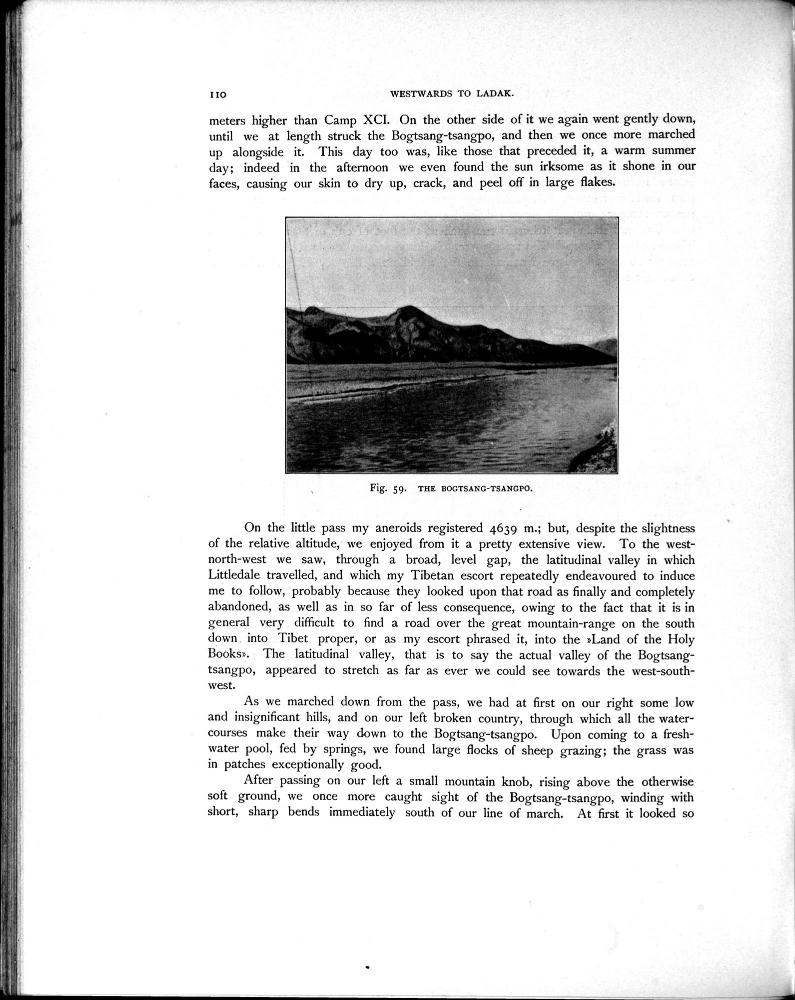 110 WESTWARDS TO LADAK.
meters higher than Camp XCI. On the other side of it we again went gently down,
until we at length struck the Bogtsang-tsangpo, and then we once more marched
up alongside it. This day too was, like those that preceded it, a warm summer
day; indeed in the afternoon we even found the sun irksome as it shone in our
faces, causing our skin to dry up, crack, and peel off in large flakes.
Fig. 59. THE BOGTSANG-TSANGPO.
On the little pass my aneroids registered 4639 m.; but, despite the slightness
of the relative altitude, we enjoyed from it a pretty extensive view. To the west-
north-west we saw, through a broad, level gap, the latitudinal valley in which
Littledale travelled, and which my Tibetan escort repeatedly endeavoured to induce
me to follow, probably because they looked upon that road as finally and completely
abandoned, as well as in so far of less consequence, owing to the fact that it is in
general very difficult to find a road over the great mountain-range on the south
down into Tibet proper, or as my escort phrased it, into the »Land of the Holy
Books». The latitudinal valley, that is to say the actual valley of the Bogtsang-
tsangpo, appeared to stretch as far as ever we could see towards the west-south-
west.
As we marched down from the pass, we had at first on our right some low
and insignificant hills, and on our left broken country, through which all the water-
courses make their way down to the Bogtsang-tsangpo. Upon coming to a fresh-
water pool, fed by springs, we found large flocks of sheep grazing; the grass was
in patches exceptionally good.
After passing on our left a small mountain knob, rising above the otherwise
soft ground, we once more caught sight of the Bogtsang-tsangpo, winding with
short, sharp bends immediately south of our line of march. At first it looked so